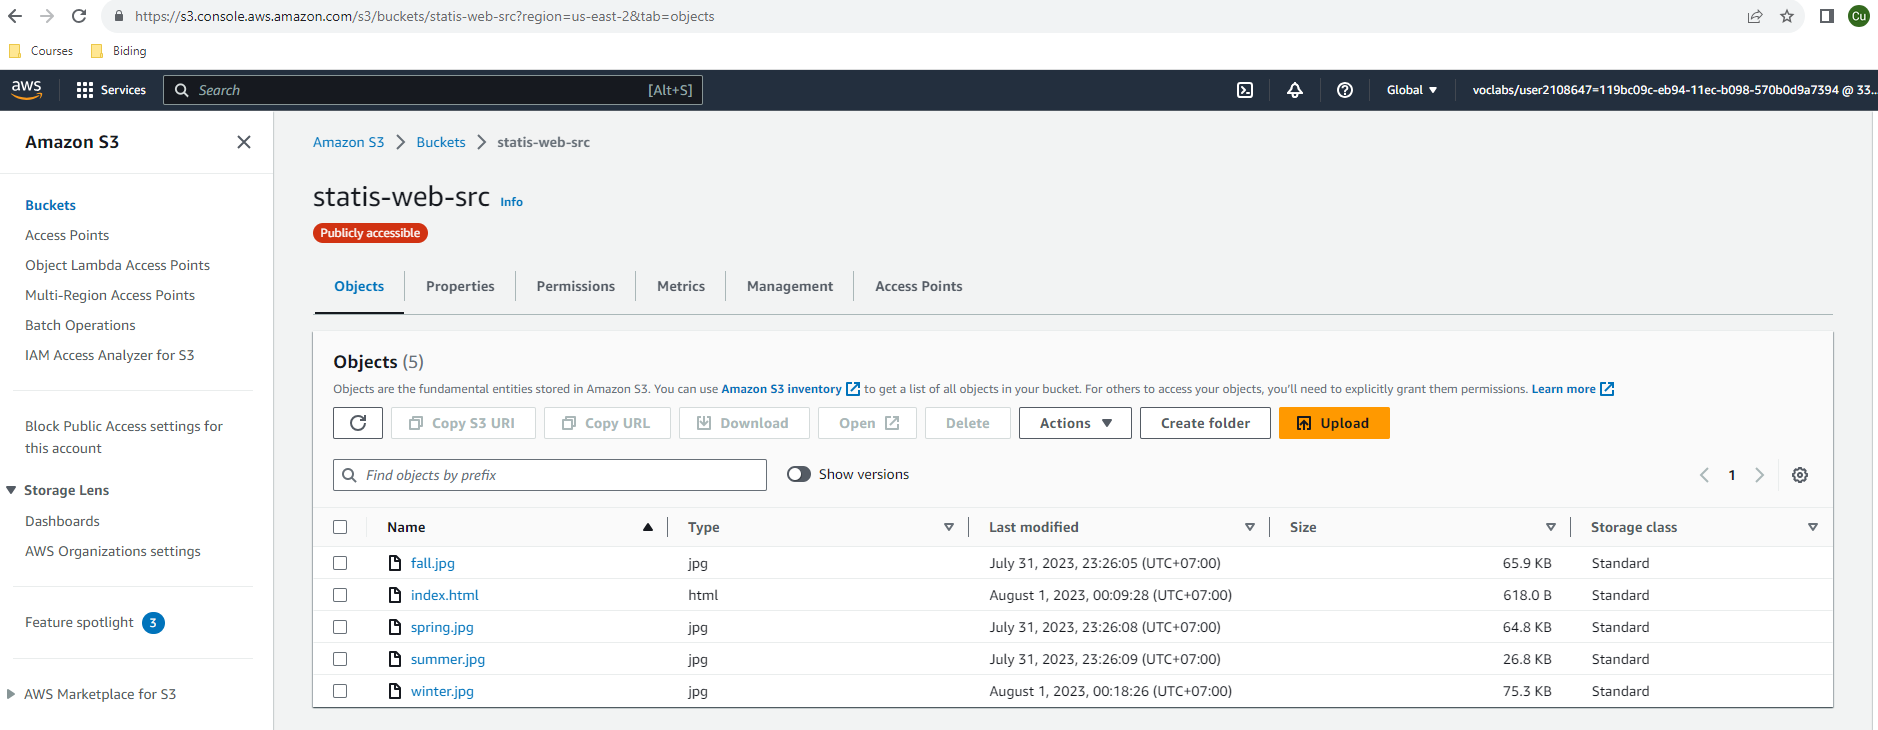 https://s3.console.aws.amazon.com/s3/buckets/statis-web-src?region=us-east-2&tab=objects
Cu
Courses
Biding
aws
Services
Search
[Alt+S]
Global
voclabs/user2108647=119bc09c-eb94-11ec-b098-570b0d9a7394 @ 33...
Amazon S3
Buckets
Access Points
Object Lambda Access Points
Multi-Region Access Points
Batch Operations
IAM Access Analyzer for S3
Block Public Access settings for
this account
Storage Lens
Dashboards
AWS Organizations settings
Feature spotlight 3
AWS Marketplace for S3
Amazon S3 Buckets statis-web-src
statis-web-src Info
Publicly accessible
Objects Properties Permissions Metrics Management Access Points
Objects (5)
Objects are the fundamental entities stored in Amazon S3. You can use Amazon S3 inventory to get a list of all objects in your bucket. For others to access your objects, you'll need to explicitly grant them permissions. Learn more
Copy S3 URI Copy URL Download Open Delete Actions Create folder Upload
Find objects by prefix Show versions 1
Name Type Last modified Size Storage class
fall.jpg jpg July 31, 2023, 23:26:05 (UTC+07:00) 65.9 KB Standard
index.html html August 1, 2023, 00:09:28 (UTC+07:00) 618.0 B Standard
spring.jpg jpg July 31, 2023, 23:26:08 (UTC+07:00) 64.8 KB Standard
summer.jpg jpg July 31, 2023, 23:26:09 (UTC+07:00) 26.8 KB Standard
winter.jpg jpg August 1, 2023, 00:18:26 (UTC+07:00) 75.3 KB Standard